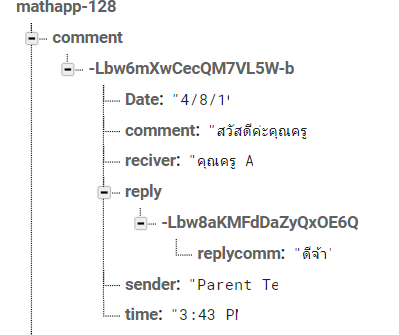 mathapp-128
comment
-Lbw6mXwCecQM7VL5W-b
Date: "4/8/19
comment: "สวัสดีค่ะคุณครู
reciver: "คุณครู A
reply
-Lbw8aKMFdDaZyQxOE6Q
replycomm: "ดีจ้า"
sender: "Parent Te
time: "3:43 PM